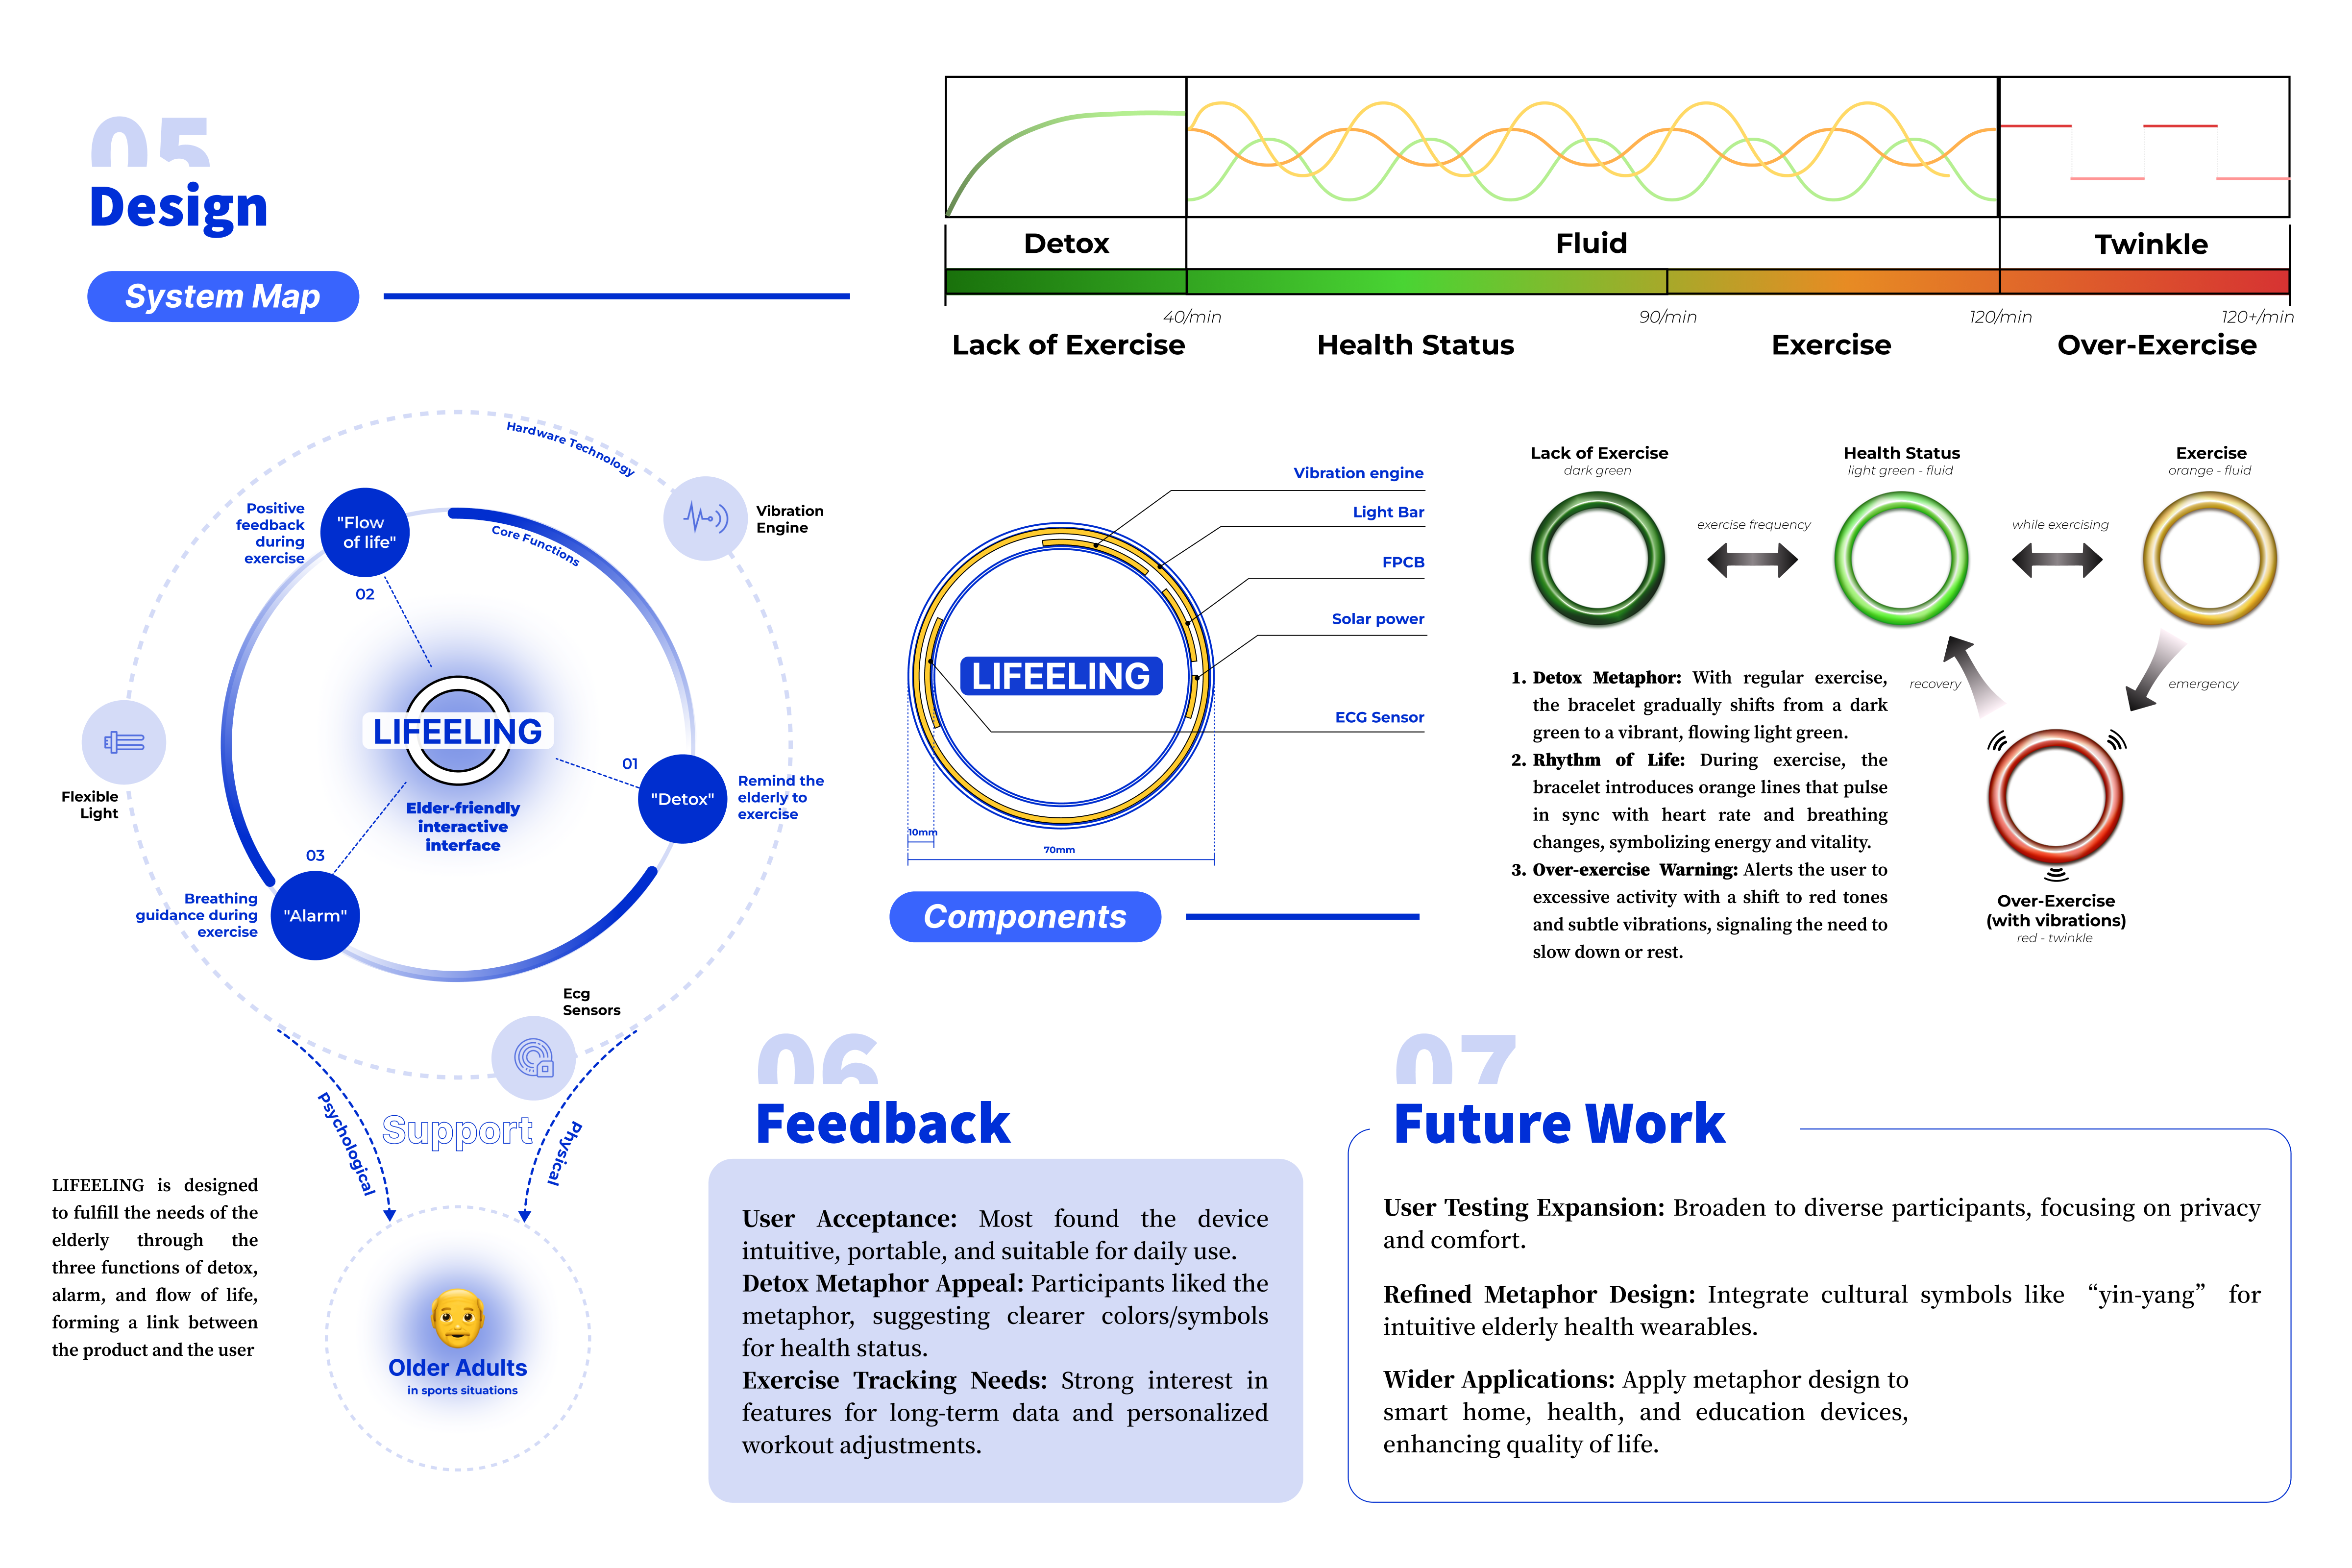 05
Design
System Map
Detox
Fluid
Twinkle
40/min
90/min
120/min
120+/min
Lack of Exercise
Health Status
Exercise
Over-Exercise
Hardware Technology
Core Functions
Positive
feedback
during
exercise
"Flow
of life"
02
Vibration
Engine
LIFEELING
Elder-friendly
interactive
interface
01
"Detox"
Remind the
elderly to
exercise
Flexible
Light
03
"Alarm"
Breathing
guidance during
exercise
Ecg
Sensors
Psychological
Support
Physical
Older Adults
in sports situations
LIFEELING is designed
to fulfill the needs of the
elderly through the
three functions of detox,
alarm, and flow of life,
forming a link between
the product and the user
Vibration engine
Light Bar
FPCB
Solar power
ECG Sensor
LIFEELING
10mm
70mm
Components
Lack of Exercise
dark green
exercise frequency
Health Status
light green - fluid
while exercising
Exercise
orange - fluid
recovery
emergency
Over-Exercise
(with vibrations)
red - twinkle
1. Detox Metaphor: With regular exercise,
the bracelet gradually shifts from a dark
green to a vibrant, flowing light green.
2. Rhythm of Life: During exercise, the
bracelet introduces orange lines that pulse
in sync with heart rate and breathing
changes, symbolizing energy and vitality.
3. Over-exercise Warning: Alerts the user to
excessive activity with a shift to red tones
and subtle vibrations, signaling the need to
slow down or rest.
06
Feedback
User Acceptance: Most found the device
intuitive, portable, and suitable for daily use.
Detox Metaphor Appeal: Participants liked the
metaphor, suggesting clearer colors/symbols
for health status.
Exercise Tracking Needs: Strong interest in
features for long-term data and personalized
workout adjustments.
07
Future Work
User Testing Expansion: Broaden to diverse participants, focusing on privacy
and comfort.
Refined Metaphor Design: Integrate cultural symbols like “yin-yang” for
intuitive elderly health wearables.
Wider Applications: Apply metaphor design to
smart home, health, and education devices,
enhancing quality of life.